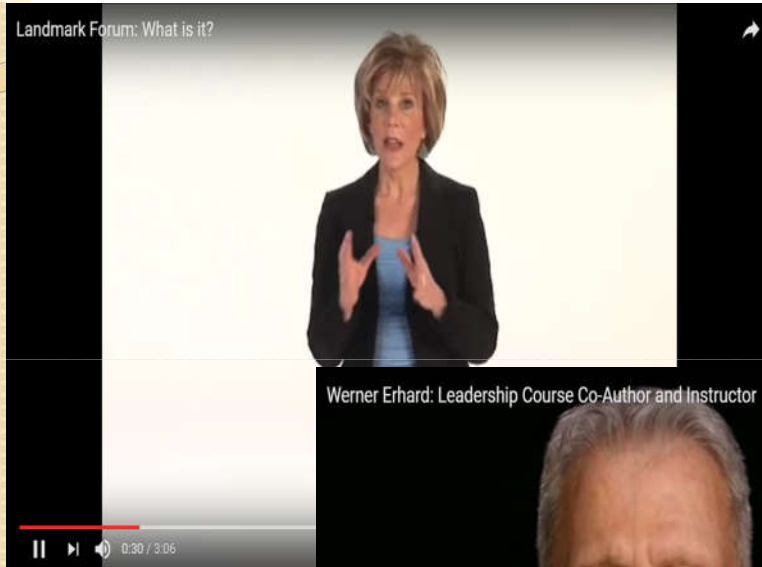 Landmark Forum: What is it?
Werner Erhard: Leadership Course Co-Author and Instructor
0:30 / 3:06